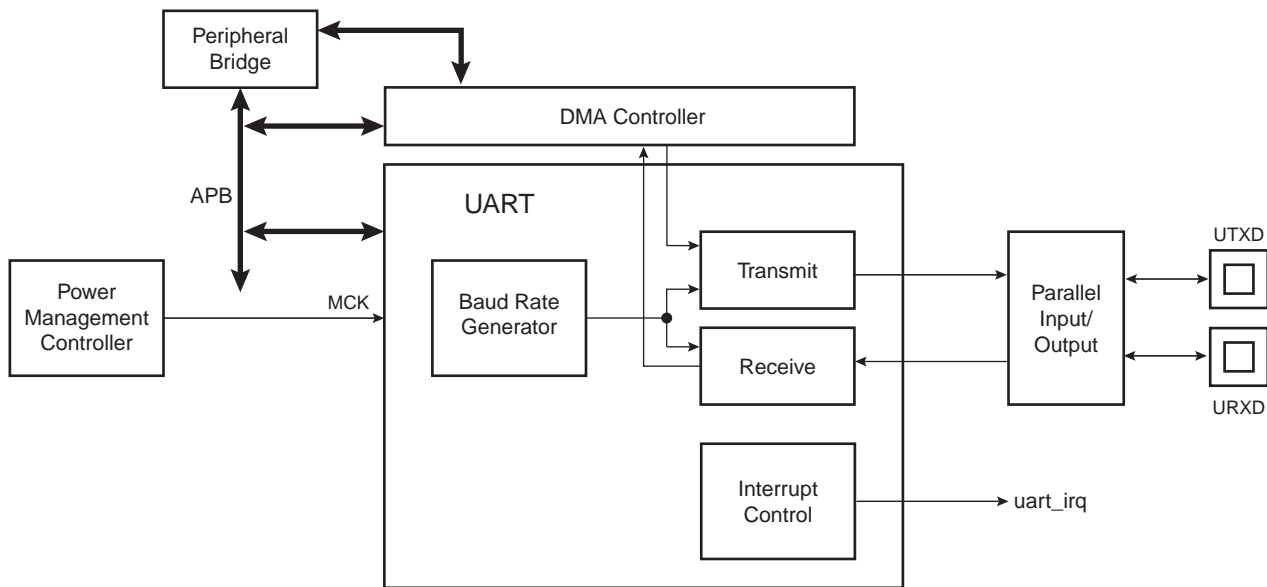 Peripheral
Bridge
DMA Controller
APB
UART
Power
Management
Controller
MCK
Baud Rate
Generator
Transmit
Receive
Parallel
Input/
Output
UTXD
URXD
Interrupt
Control
uart_irq